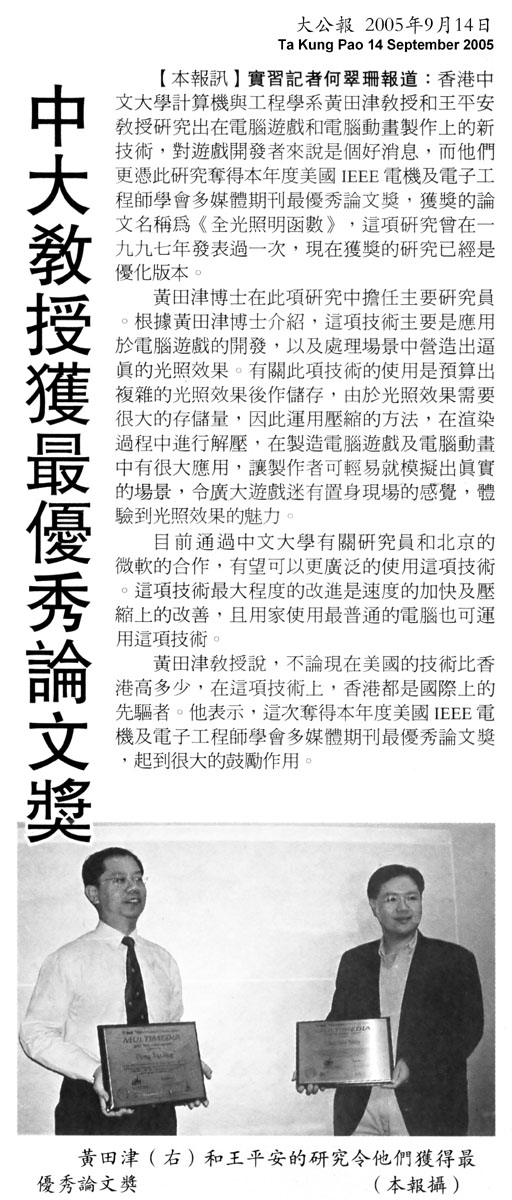 大公報 2005年9月14日
Ta Kung Pao 14 September 2005
中大教授獲最優秀論文獎
【本報訊】實習記者何翠珊報道：香港中
文大學計算機與工程學系黃田津教授和王平安
教授研究出在電腦遊戲和電腦動畫製作上的新
技術，對遊戲開發者來說是個好消息，而他們
更憑此研究奪得本年度美國IEEE電機及電子工
程師學會多媒體期刊最優秀論文獎，獲獎的論
文名稱為《全光照明函數》，這項研究曾在一
九九七年發表過一次，現在獲獎的研究已經是
優化版本。
黃田津博士在此項研究中擔任主要研究員
。根據黃田津博士介紹，這項技術主要是應用
於電腦遊戲的開發，以及處理場景中營造出逼
眞的光照效果。有關此項技術的使用是預算出
複雜的光照效果後作儲存，由於光照效果需要
很大的存儲量，因此運用壓縮的方法，在渲染
過程中進行解壓，在製造電腦遊戲及電腦動畫
中有很大應用，讓製作者可輕易就模擬出眞實
的場景，令廣大遊戲迷有置身現場的感覺，體
驗到光照效果的魅力。
目前通過中文大學有關研究員和北京的
微軟的合作，有望可以更廣泛的使用這項技術
。這項技術最大程度的改進是速度的加快及壓
縮上的改善，且用家使用最普通的電腦也可運
用這項技術。
黃田津教授說，不論現在美國的技術比香
港高多少，在這項技術上，香港都是國際上的
先驅者。他表示，這次奪得本年度美國IEEE電
機及電子工程師學會多媒體期刊最優秀論文獎
，起到很大的鼓勵作用。
MULTIMEDIA
MULTIMEDIA
黃田津（右）和王平安的研究令他們獲得最
優秀論文獎 （本報攝）